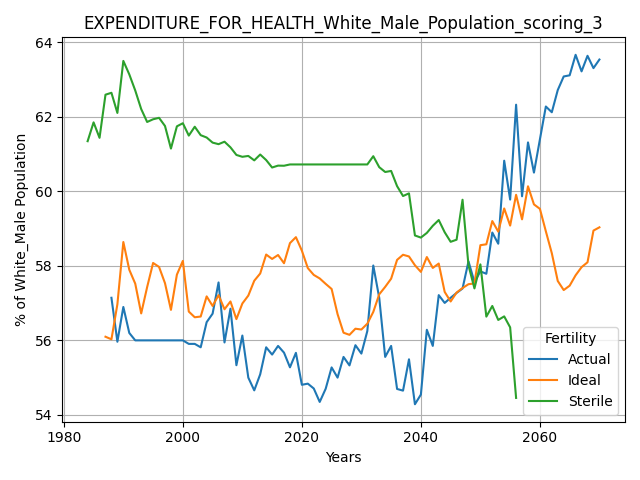 EXPENDITURE_FOR_HEALTH_White_Male_Population_scoring_3
% of White_Male Population
64
62
60
58
56
54
1980
2000
2020
2040
2060
Years
Fertility
Actual
Ideal
Sterile